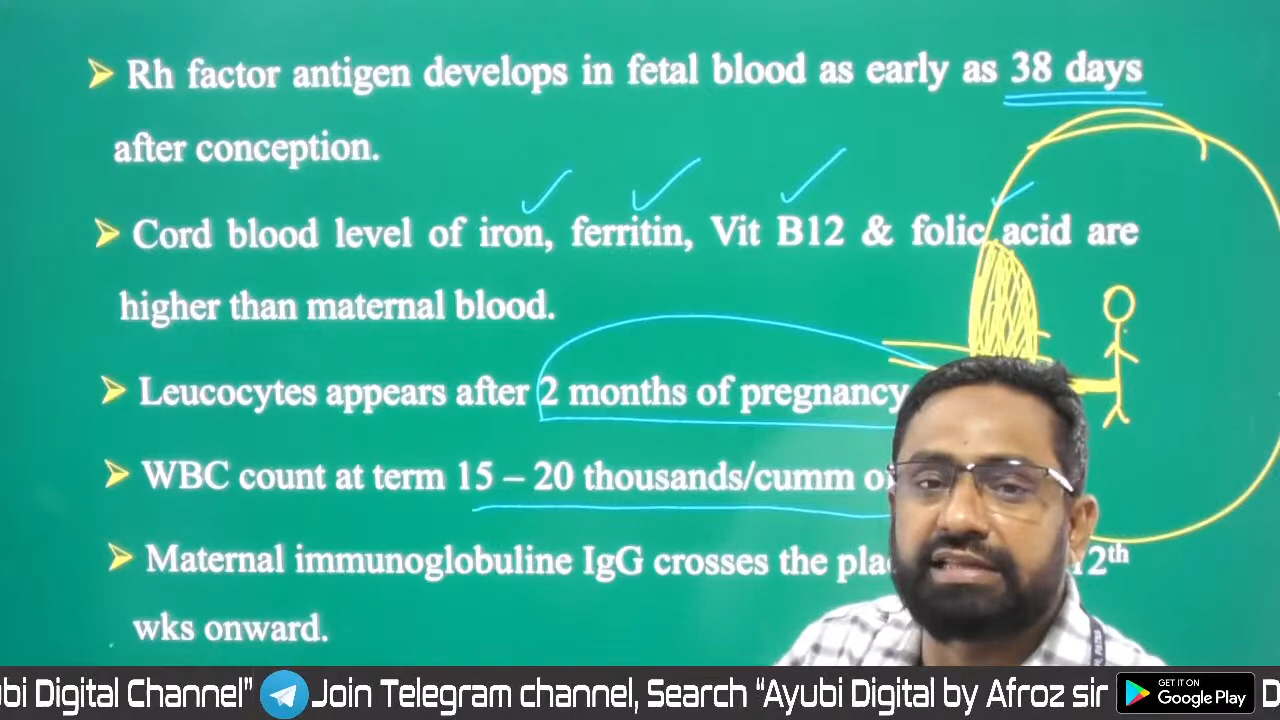 Rh factor antigen develops in fetal blood as early as 38 days
after conception.
Cord blood level of iron, ferritin, Vit B12 & folic acid are
higher than maternal blood.
Leucocytes appears after 2 months of pregnancy
WBC count at term 15 – 20 thousands/cumm
Maternal immunoglobuline IgG crosses the 12th
wks onward.
Digital Channel" Join Telegram channel, Search "Ayubi Digital by Afroz sir
GET IT ON
Google Play